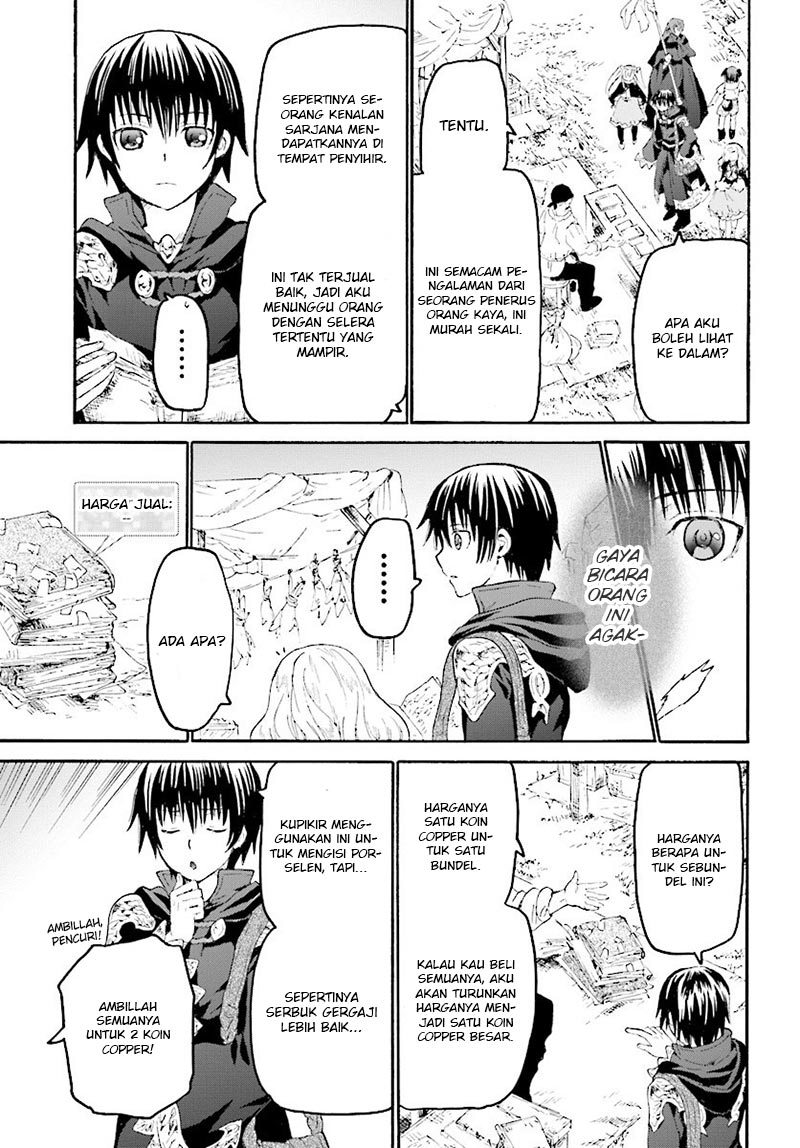 APA AKU
BOLEH LIHAT
KE DALAM?
TENTU.
INI SEMACAM PE-
NGALAMAN DARI
SEORANG PENERUS
ORANG KAYA, INI
MURAH SEKALI.
SEPERTINYA SE-
ORANG KENALAN
SARJANA MEN-
DAPATKANNYA DI
TEMPAT PENYIHIR.
INI TAK TERJUAL
BAIK, JADI AKU
MENUNGGU ORANG
DENGAN SELERA
TERTENTU YANG
MAMPIR.
......
GAYA
BICARA
ORANG
INI
AGAK-
.....
HARGA JUAL:
--
ADA APA?
HARGANYA
BERAPA UN-
TUK SEBUN-
DEL INI?
HARGANYA
SATU KOIN
COPPER UN-
TUK SATU
BUNDEL.
KALAU KAU BELI
SEMUANYA, AKU
AKAN TURUNKAN
HARGANYA MEN-
JADI SATU KOIN
COPPER BESAR.
KUPIKIR MENG-
GUNAKAN INI UN-
TUK MENGISI POR-
SELEN, TAPI...
SEPERTINYA
SERBUK GERGAJI
LEBIH BAIK...
AMBILLAH,
PENCURI!
AMBILLAH
SEMUANYA
UNTUK 2 KOIN
COPPER!